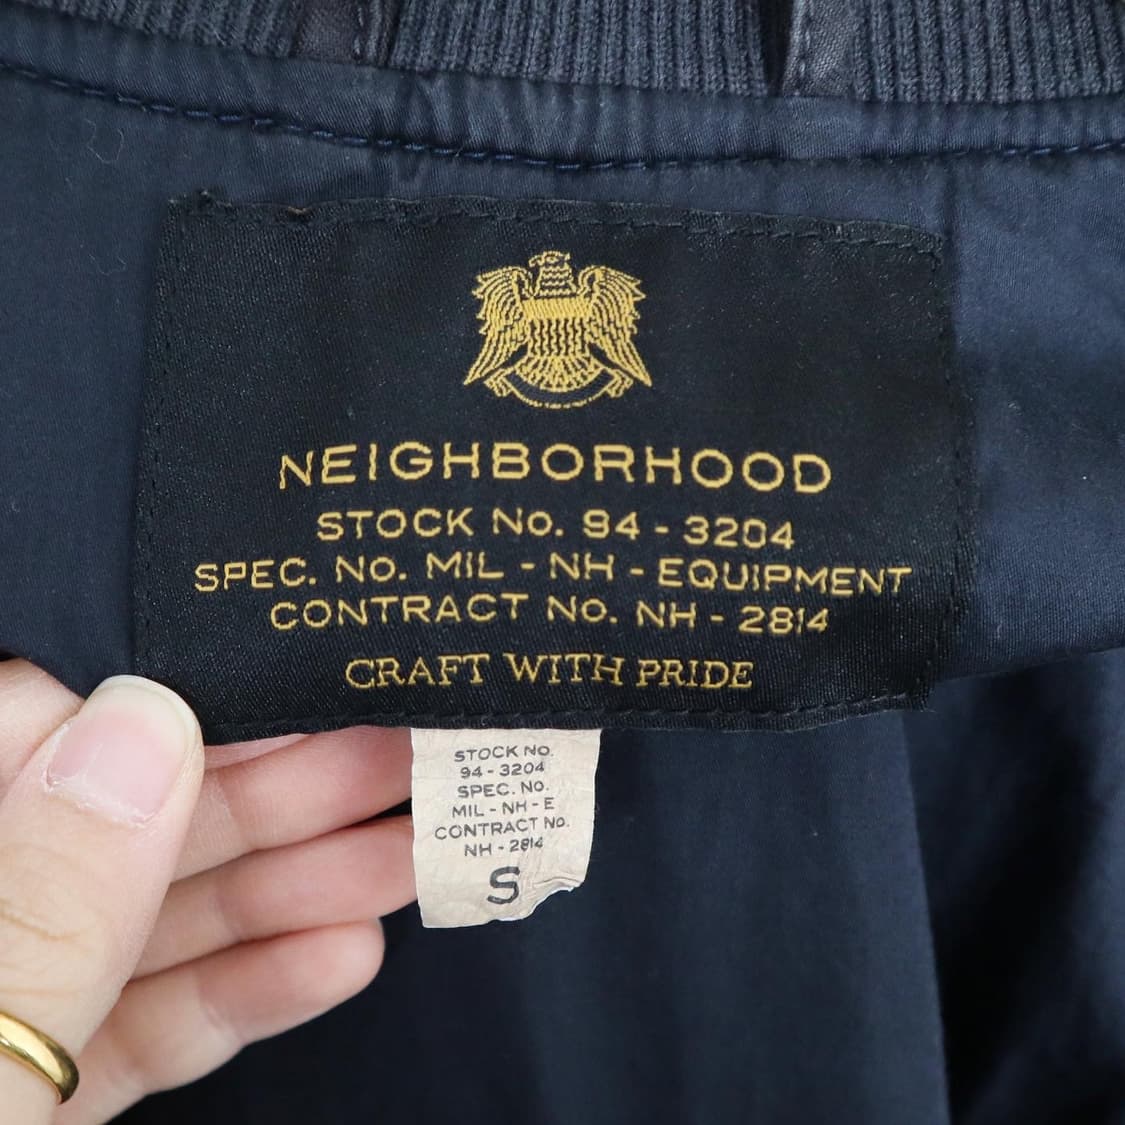 NEIGHBORHOOD
STOCK No. 94 - 3204
SPEC. NO. MIL - NH - EQUIPMENT
CONTRACT No. NH - 2814
CRAFT WITH PRIDE
STOCK NO.
94 - 3204
SPEC. NO.
MIL - NH - E
CONTRACT No.
NH - 2814
S